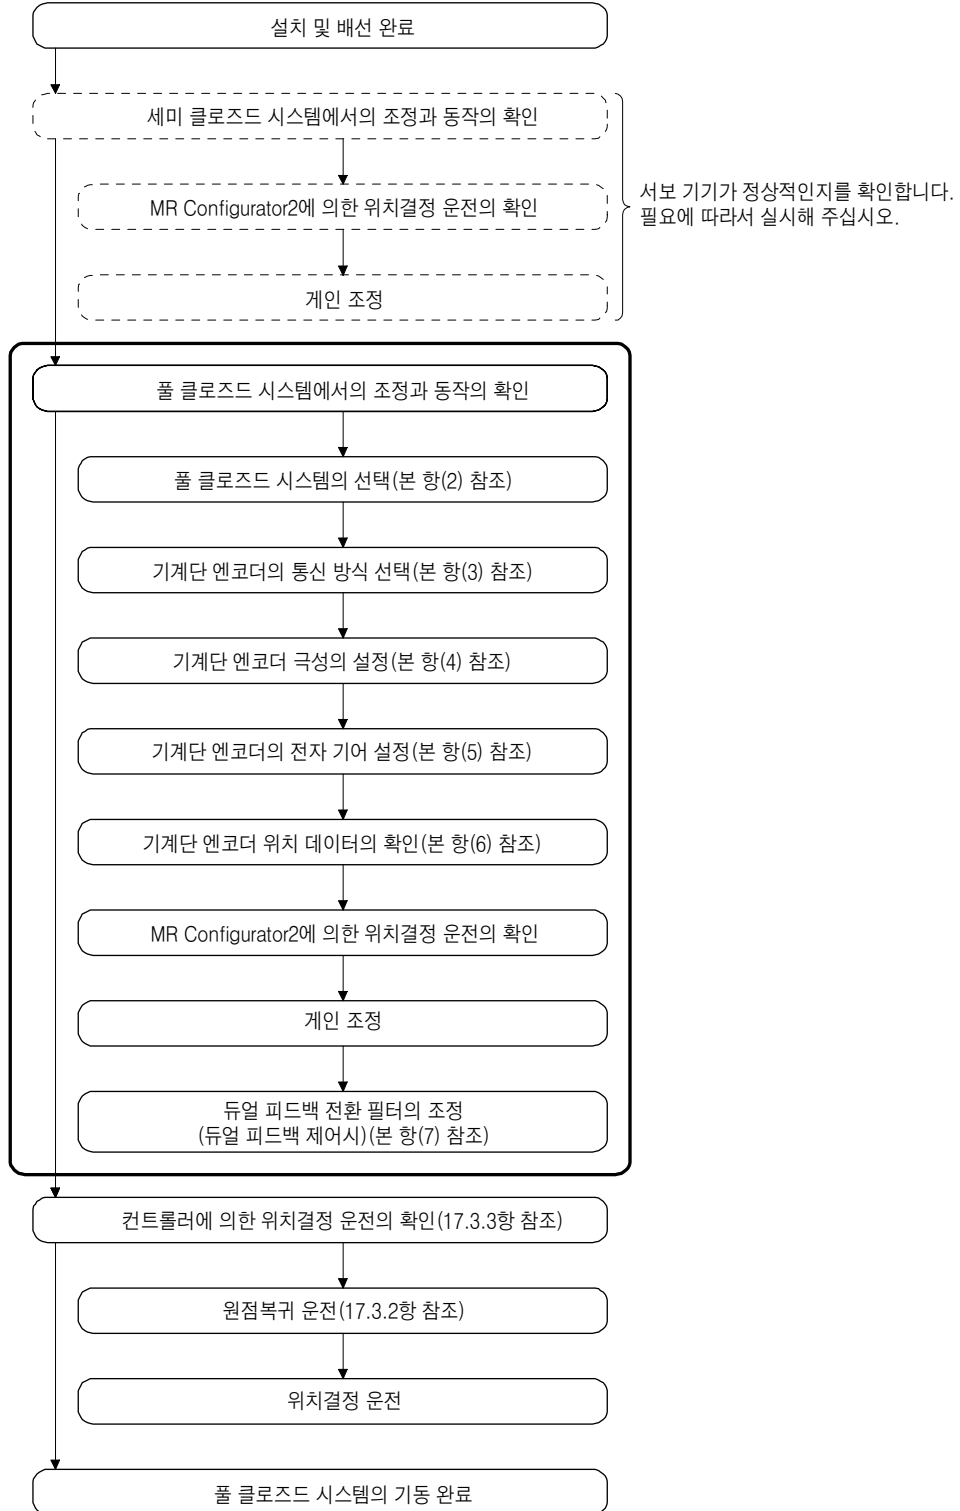 설치 및 배선 완료
세미 클로즈드 시스템에서의 조정과 동작의 확인
MR Configurator2에 의한 위치결정 운전의 확인
게인 조정
서보 기기가 정상적인지를 확인합니다.
필요에 따라서 실시해 주십시오.
풀 클로즈드 시스템에서의 조정과 동작의 확인
풀 클로즈드 시스템의 선택(본 항(2) 참조)
기계단 엔코더의 통신 방식 선택(본 항(3) 참조)
기계단 엔코더 극성의 설정(본 항(4) 참조)
기계단 엔코더의 전자 기어 설정(본 항(5) 참조)
기계단 엔코더 위치 데이터의 확인(본 항(6) 참조)
MR Configurator2에 의한 위치결정 운전의 확인
게인 조정
듀얼 피드백 전환 필터의 조정
(듀얼 피드백 제어시)(본 항(7) 참조)
컨트롤러에 의한 위치결정 운전의 확인(17.3.3항 참조)
원점복귀 운전(17.3.2항 참조)
위치결정 운전
풀 클로즈드 시스템의 기동 완료